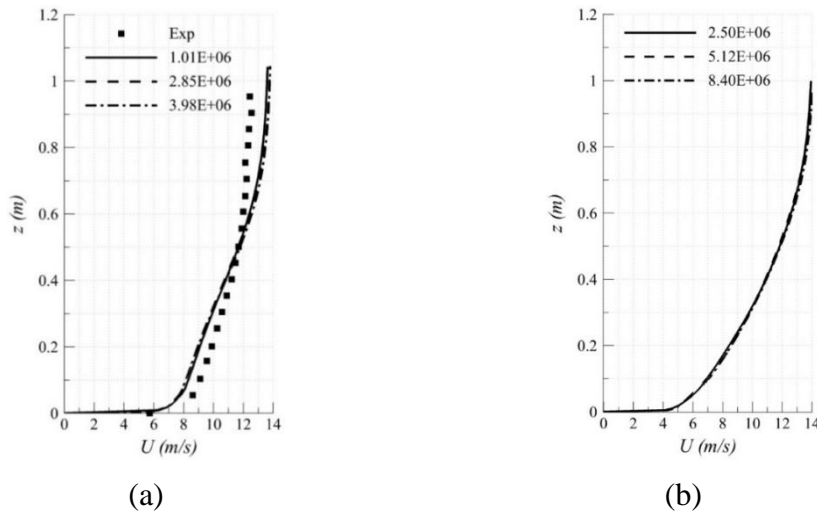 1.2
1
0.8
0.6
0.4
0.2
0
z (m)
Exp
1.01E+06
2.85E+06
3.98E+06
0 2 4 6 8 10 12 14
U (m/s)
(a)
1.2
1
0.8
0.6
0.4
0.2
0
z (m)
2.50E+06
5.12E+06
8.40E+06
0 2 4 6 8 10 12 14
U (m/s)
(b)